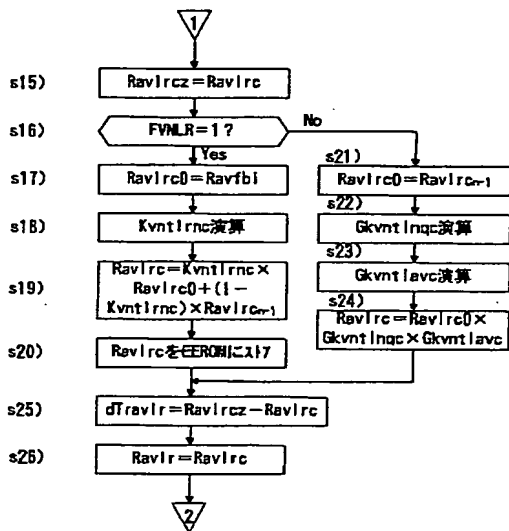 1
s15) Ravlrcz=Ravlrc
s16) FVNLR=1?
No
Yes
s17) Ravlrc0=Ravfbi
s18) Kvntlrnc演算
s19) Ravlrc=Kvntlrnc×
Ravlrc0+(1-
Kvntlrnc)×Ravlrcn-1
s20) RavlrcをEEROMにストア
s21)
Ravlrc0=Ravlrcn-1
s22)
Gkvntlnqc演算
s23)
Gkvntlavc演算
s24)
Ravlrc=Ravlrc0×
Gkvntlnqc×Gkvntlavc
s25) dTravlr=Ravlrcz-Ravlrc
s26) Ravlr=Ravlrc
2